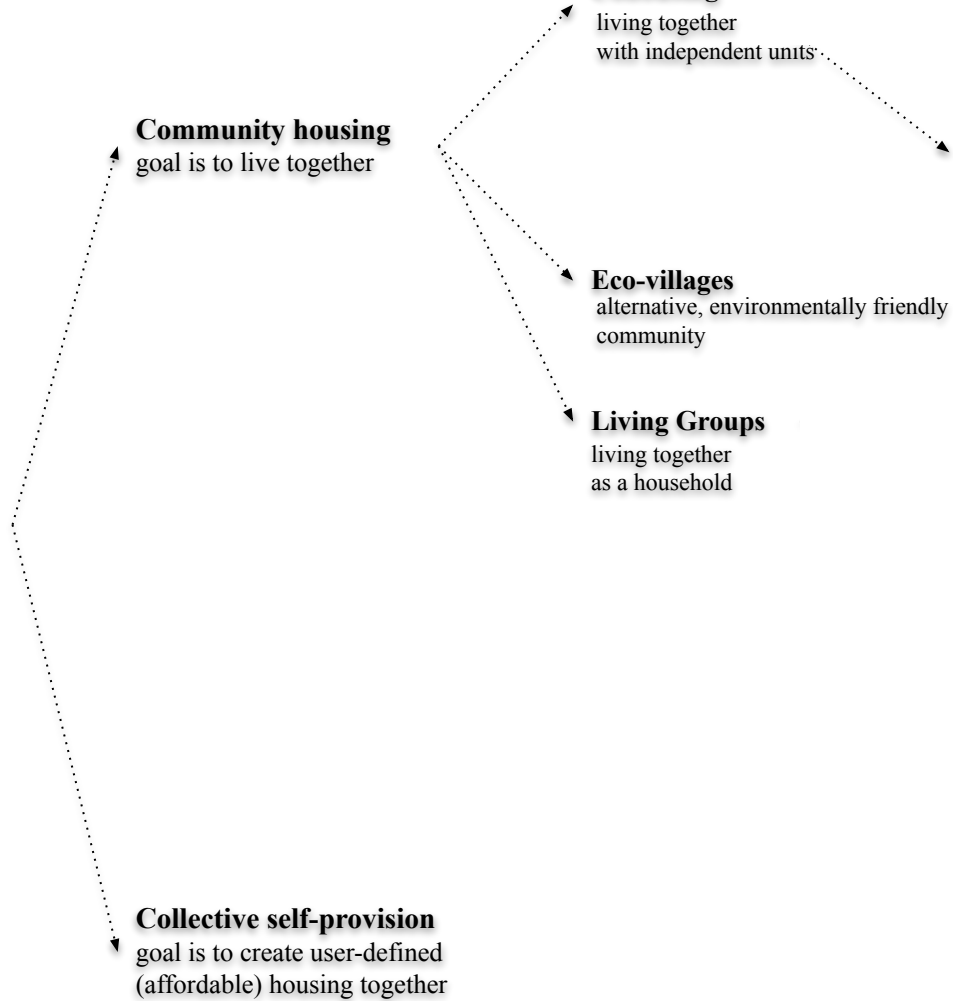 living together
with independent units
Community housing
goal is to live together
Eco-villages
alternative, environmentally friendly
community
Living Groups
living together
as a household
Collective self-provision
goal is to create user-defined
(affordable) housing together